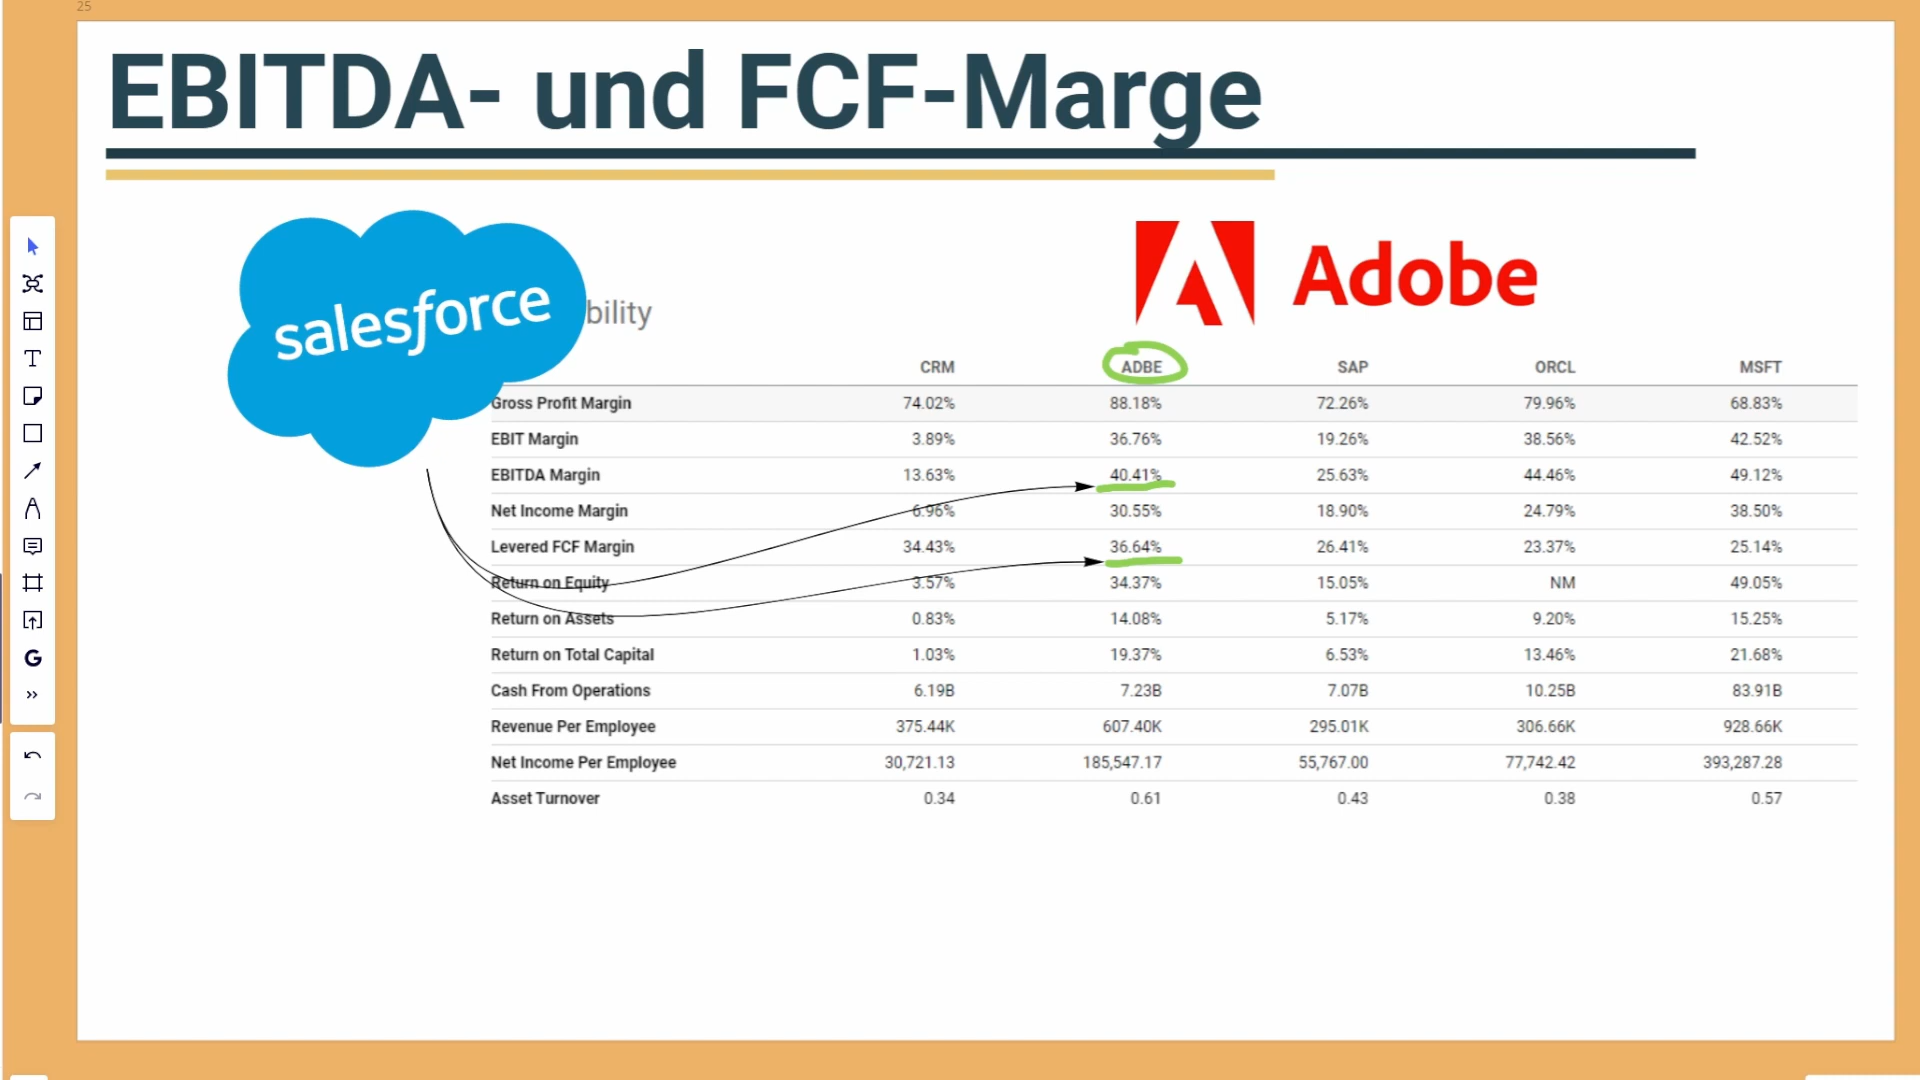 25
EBITDA- und FCF-Marge
salesforce
bility
Adobe
CRM ADBE SAP ORCL MSFT
Gross Profit Margin 74.02% 88.18% 72.26% 79.96% 68.83%
EBIT Margin 3.89% 36.76% 19.26% 38.56% 42.52%
EBITDA Margin 13.63% 40.41% 25.63% 44.46% 49.12%
Net Income Margin 6.96% 30.55% 18.90% 24.79% 38.50%
Levered FCF Margin 34.43% 36.64% 26.41% 23.37% 25.14%
Return on Equity 3.57% 34.37% 15.05% NM 49.05%
Return on Assets 0.83% 14.08% 5.17% 9.20% 15.25%
Return on Total Capital 1.03% 19.37% 6.53% 13.46% 21.68%
Cash From Operations 6.19B 7.23B 7.07B 10.25B 83.91B
Revenue Per Employee 375.44K 607.40K 295.01K 306.66K 928.66K
Net Income Per Employee 30,721.13 185,547.17 55,767.00 77,742.42 393,287.28
Asset Turnover 0.34 0.61 0.43 0.38 0.57